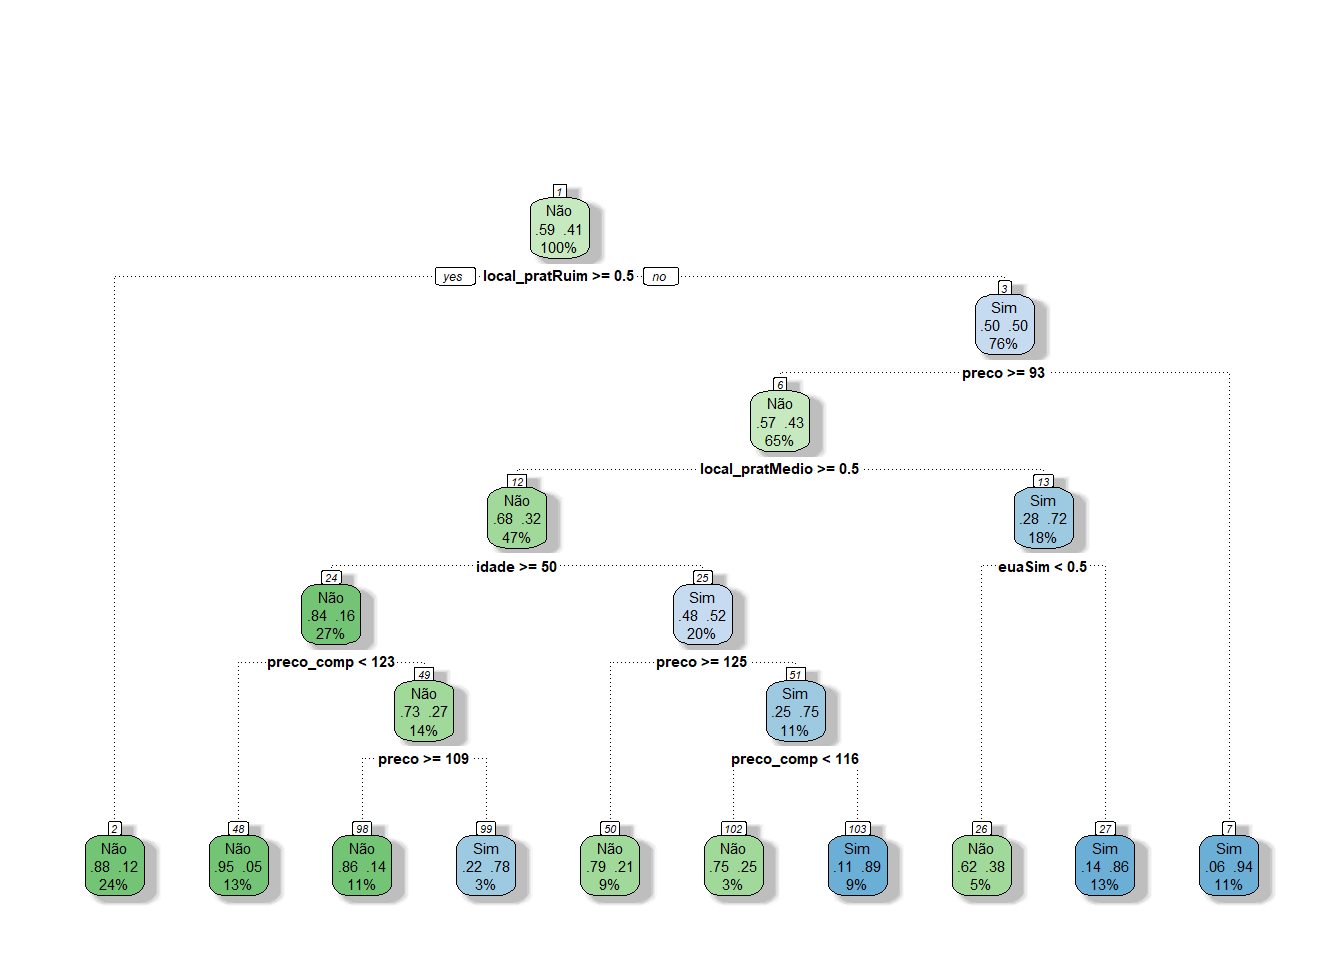 1
Não
.59 .41
100%
yes local_pratRuim >= 0.5 no
3
Sim
.50 .50
76%
preco >= 93
6
Não
.57 .43
65%
local_pratMedio >= 0.5
12
Não
.68 .32
47%
13
Sim
.28 .72
18%
idade >= 50
euaSim < 0.5
24
Não
.84 .16
27%
25
Sim
.48 .52
20%
preco_comp < 123
preco >= 125
49
Não
.73 .27
14%
51
Sim
.25 .75
11%
preco >= 109
preco_comp < 116
2
Não
.88 .12
24%
48
Não
.95 .05
13%
98
Não
.86 .14
11%
99
Sim
.22 .78
3%
50
Não
.79 .21
9%
102
Não
.75 .25
3%
103
Sim
.11 .89
9%
26
Não
.62 .38
5%
27
Sim
.14 .86
13%
7
Sim
.06 .94
11%